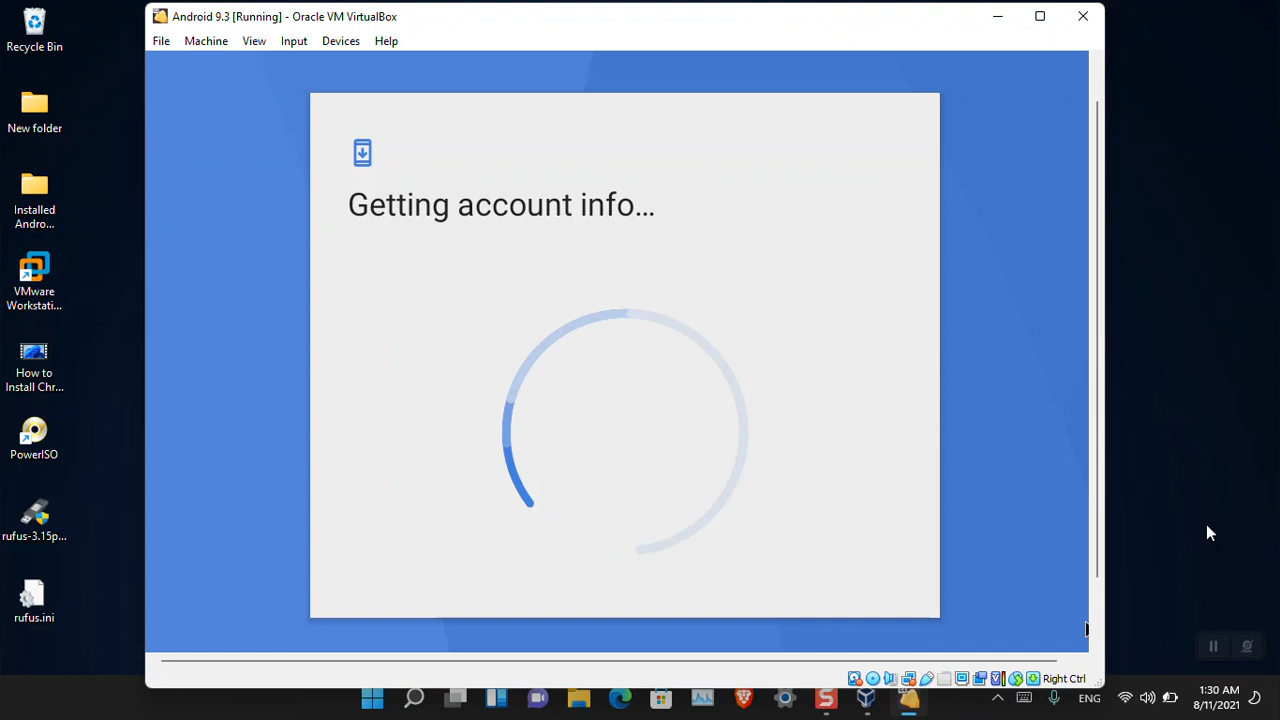 Android 9.3 [Running] - Oracle VM VirtualBox
File Machine View Input Devices Help
Recycle Bin
New folder
Installed
Andro...
VMware
Workstati...
How to
Install Chr...
PowerISO
rufus-3.15p...
rufus.ini
Getting account info...
Right Ctrl
ENG
1:30 AM
8/11/2021